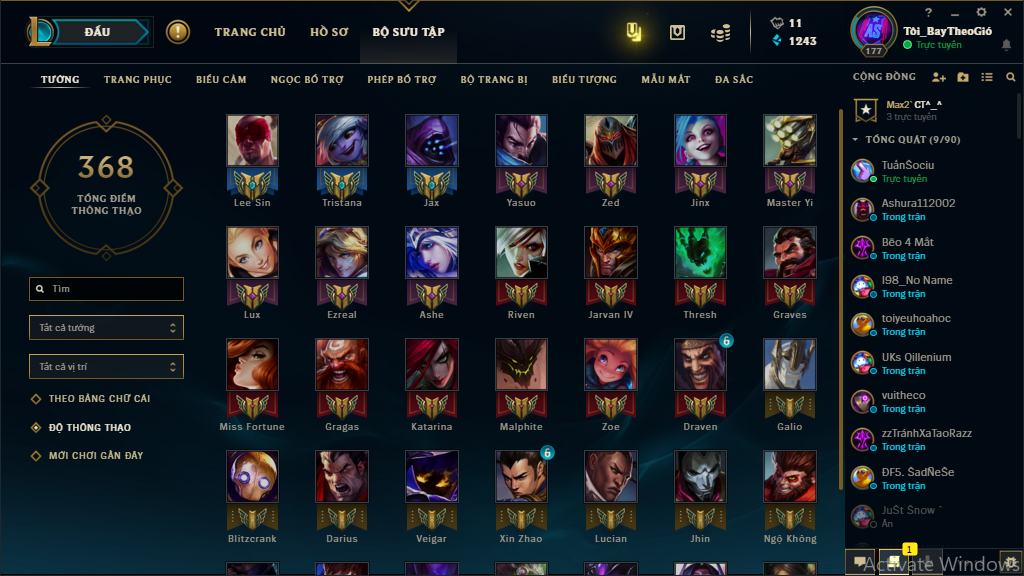 ĐẤU
TRANG CHỦ
HỒ SƠ
BỘ SƯU TẬP
11
1243
177
Tôi_BayTheoGió
Trực tuyến
TƯỚNG
TRANG PHỤC
BIỂU CẢM
NGỌC BỔ TRỢ
PHÉP BỔ TRỢ
BỘ TRANG BỊ
BIỂU TƯỢNG
MẪU MẮT
ĐA SẮC
CỘNG ĐỒNG
368
TỔNG ĐIỂM
THÔNG THẠO
Tìm
Tất cả tướng
Tất cả vị trí
THEO BẢNG CHỮ CÁI
ĐỘ THÔNG THẠO
MỚI CHƠI GẦN ĐÂY
Lee Sin
Tristana
Jax
Yasuo
Zed
Jinx
Master Yi
Lux
Ezreal
Ashe
Riven
Jarvan IV
Thresh
Graves
6
Miss Fortune
Gragas
Katarina
Malphite
Zoe
Draven
Galio
6
Blitzcrank
Darius
Veigar
Xin Zhao
Lucian
Jhin
Ngộ Không
Max2` CT^_^
3 trực tuyến
TỔNG QUÁT (9/90)
TuấnSociu
Trực tuyến
Ashura112002
Trong trận
Bẽo 4 Mắt
Trong trận
I98_No Name
Trong trận
toiyeuhoahoc
Trong trận
UKs Qillenium
Trong trận
vuitheco
Trong trận
zzTránhXaTaoRazz
Trong trận
ĐF5. SadÑeSe
Trong trận
JuSt Snow ˆ
Ẩn
1
Activate Windows